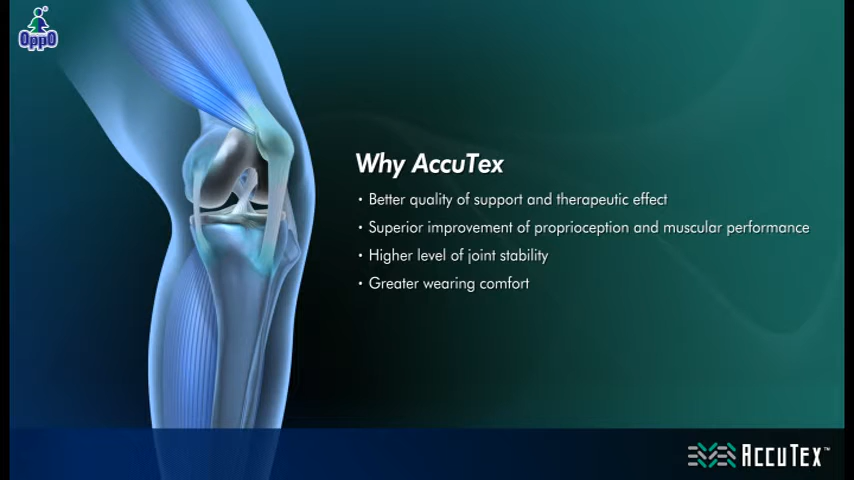 OppO
Why AccuTex
· Better quality of support and therapeutic effect
· Superior improvement of proprioception and muscular performance
· Higher level of joint stability
· Greater wearing comfort
ACCUTEX™